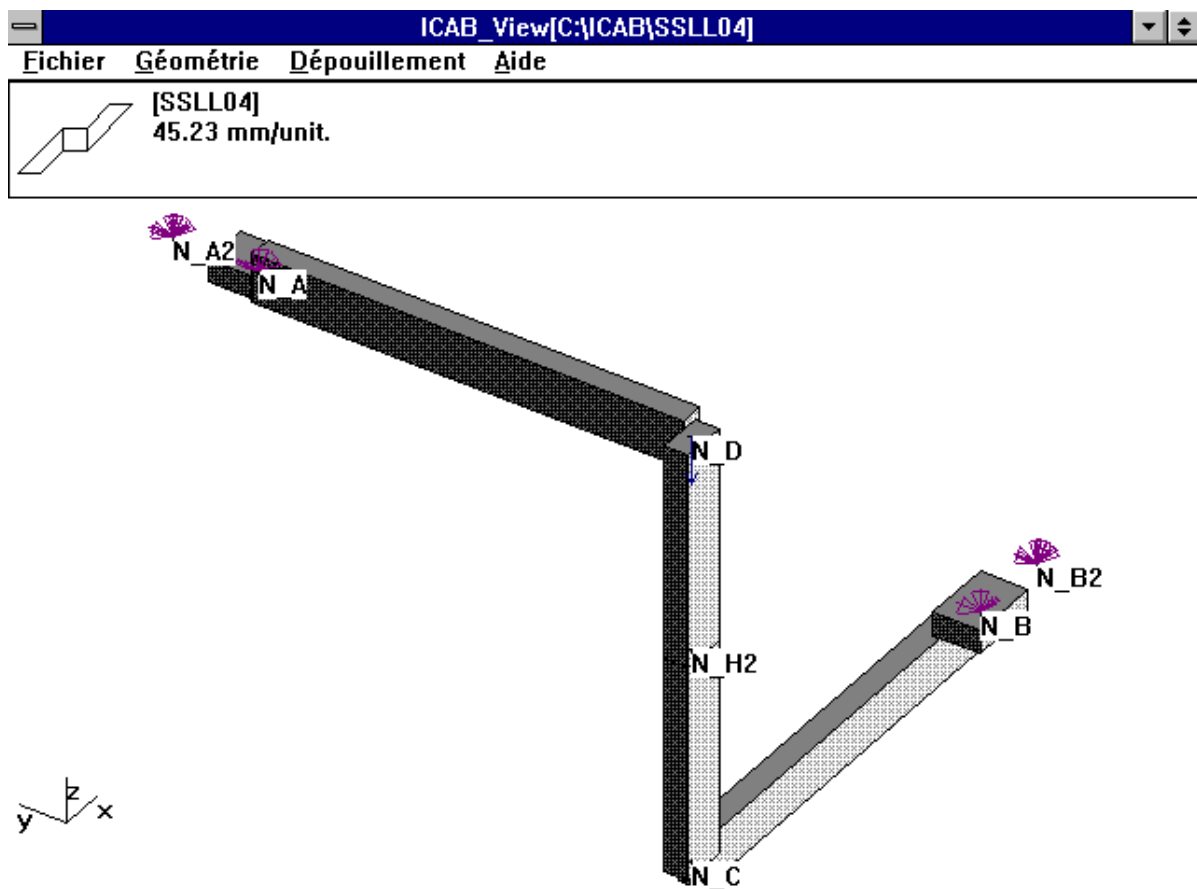 ICAB_View[C:\ICAB\SSLL04]
Fichier Géométrie Dépouillement Aide
[SSLL04]
45.23 mm/unit.
N_A2
N_A
N_D
N_B2
N_B
N_H2
z
y x
N_C